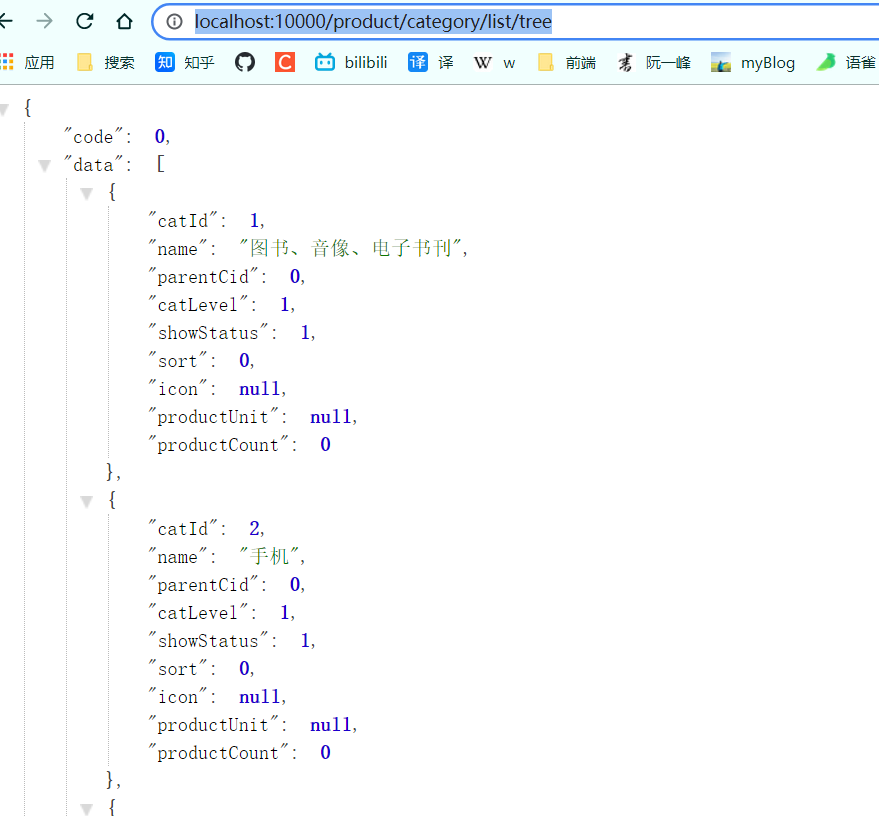 localhost:10000/product/category/list/tree
应用 搜索 知 知乎 C bilibili 译 译 W w 前端 阮一峰 myBlog 语雀
{
"code": 0,
"data": [
{
"catId": 1,
"name": "图书、音像、电子书刊",
"parentCid": 0,
"catLevel": 1,
"showStatus": 1,
"sort": 0,
"icon": null,
"productUnit": null,
"productCount": 0
},
{
"catId": 2,
"name": "手机",
"parentCid": 0,
"catLevel": 1,
"showStatus": 1,
"sort": 0,
"icon": null,
"productUnit": null,
"productCount": 0
},
{